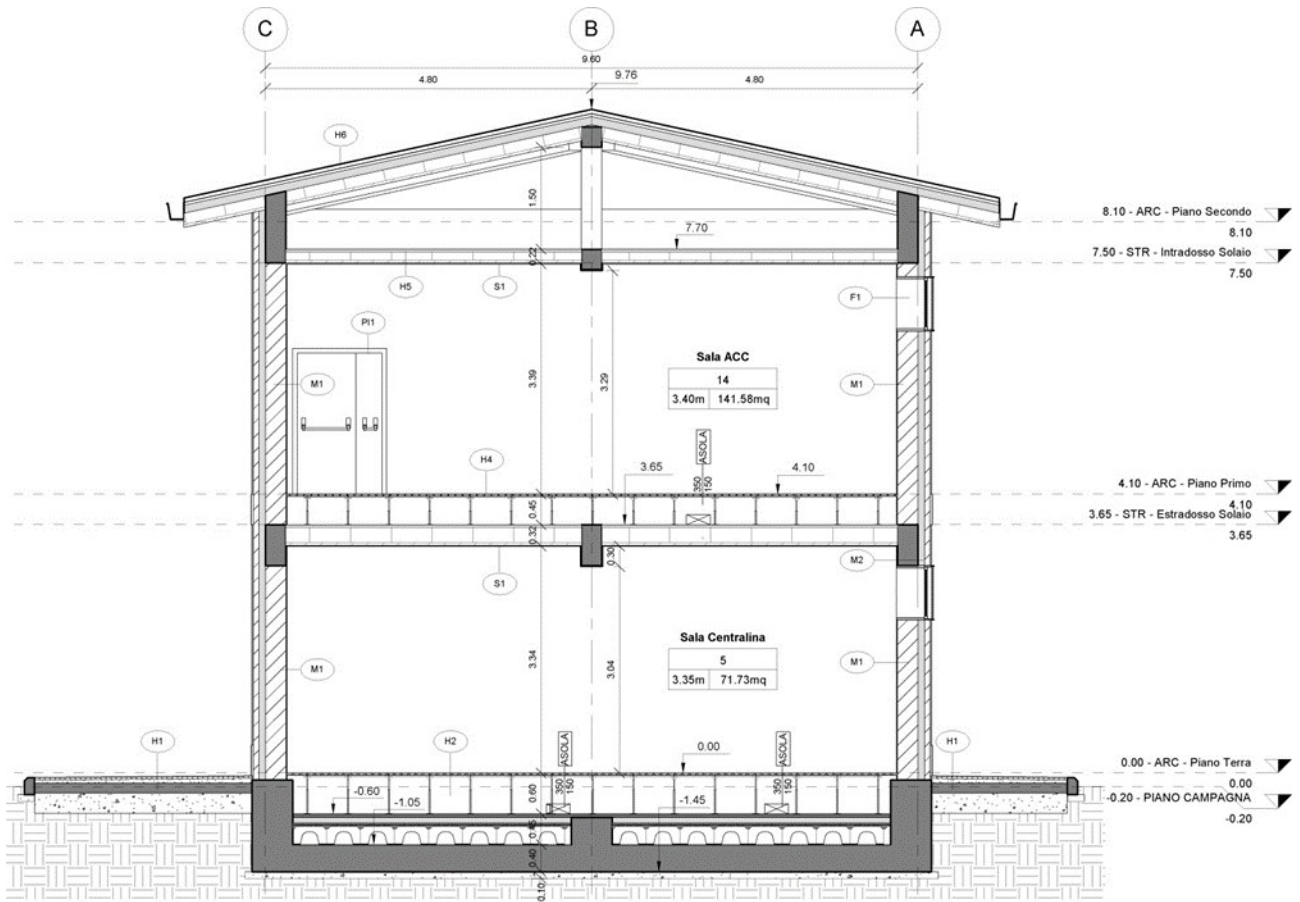 C
B
A
9.60
4.80
9.76
4.80
H6
1.50
8.10 - ARC - Piano Secondo
8.10
7.70
0.22
7.50 - STR - Intradosso Solaio
7.50
H5
S1
F1
PI1
Sala ACC
14
3.40m
141.58mq
M1
3.39
3.29
M1
ASOLA
H4
3.65
350
150
4.10
4.10 - ARC - Piano Primo
4.10
0.45
3.65 - STR - Estradosso Solaio
3.65
0.32
0.30
M2
S1
Sala Centralina
5
3.35m
71.73mq
M1
3.34
3.04
M1
H1
H2
ASOLA
0.00
ASOLA
H1
0.00 - ARC - Piano Terra
0.00
350
150
350
150
-0.60
0.60
-1.05
-1.45
-0.20 - PIANO CAMPAGNA
-0.20
0.45
0.40
0.10